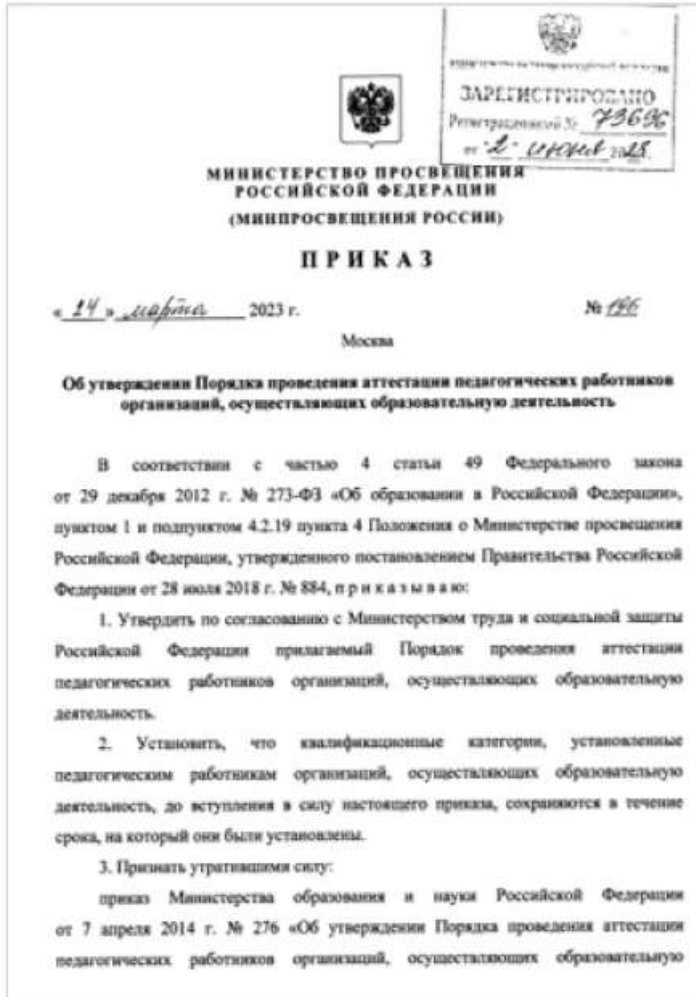 ЗАРЕГИСТРИРОВАНО
Регистрационный № 73696
от "2" июня 2023.
МИНИСТЕРСТВО ПРОСВЕЩЕНИЯ
РОССИЙСКОЙ ФЕДЕРАЦИИ
(МИНПРОСВЕЩЕНИЯ РОССИИ)
ПРИКАЗ
« 24 » марта 2023 г. № 196
Москва
Об утверждении Порядка проведения аттестации педагогических работников
организаций, осуществляющих образовательную деятельность
В соответствии с частью 4 статьи 49 Федерального закона
от 29 декабря 2012 г. № 273-ФЗ «Об образовании в Российской Федерации»,
пунктом 1 и подпунктом 4.2.19 пункта 4 Положения о Министерстве просвещения
Российской Федерации, утвержденного постановлением Правительства Российской
Федерации от 28 июля 2018 г. № 884, п р и к а з ы в а ю:
1. Утвердить по согласованию с Министерством труда и социальной защиты
Российской Федерации прилагаемый Порядок проведения аттестации
педагогических работников организаций, осуществляющих образовательную
деятельность.
2. Установить, что квалификационные категории, установленные
педагогическим работникам организаций, осуществляющих образовательную
деятельность, до вступления в силу настоящего приказа, сохраняются в течение
срока, на который они были установлены.
3. Признать утратившими силу:
приказ Министерства образования и науки Российской Федерации
от 7 апреля 2014 г. № 276 «Об утверждении Порядка проведения аттестации
педагогических работников организаций, осуществляющих образовательную